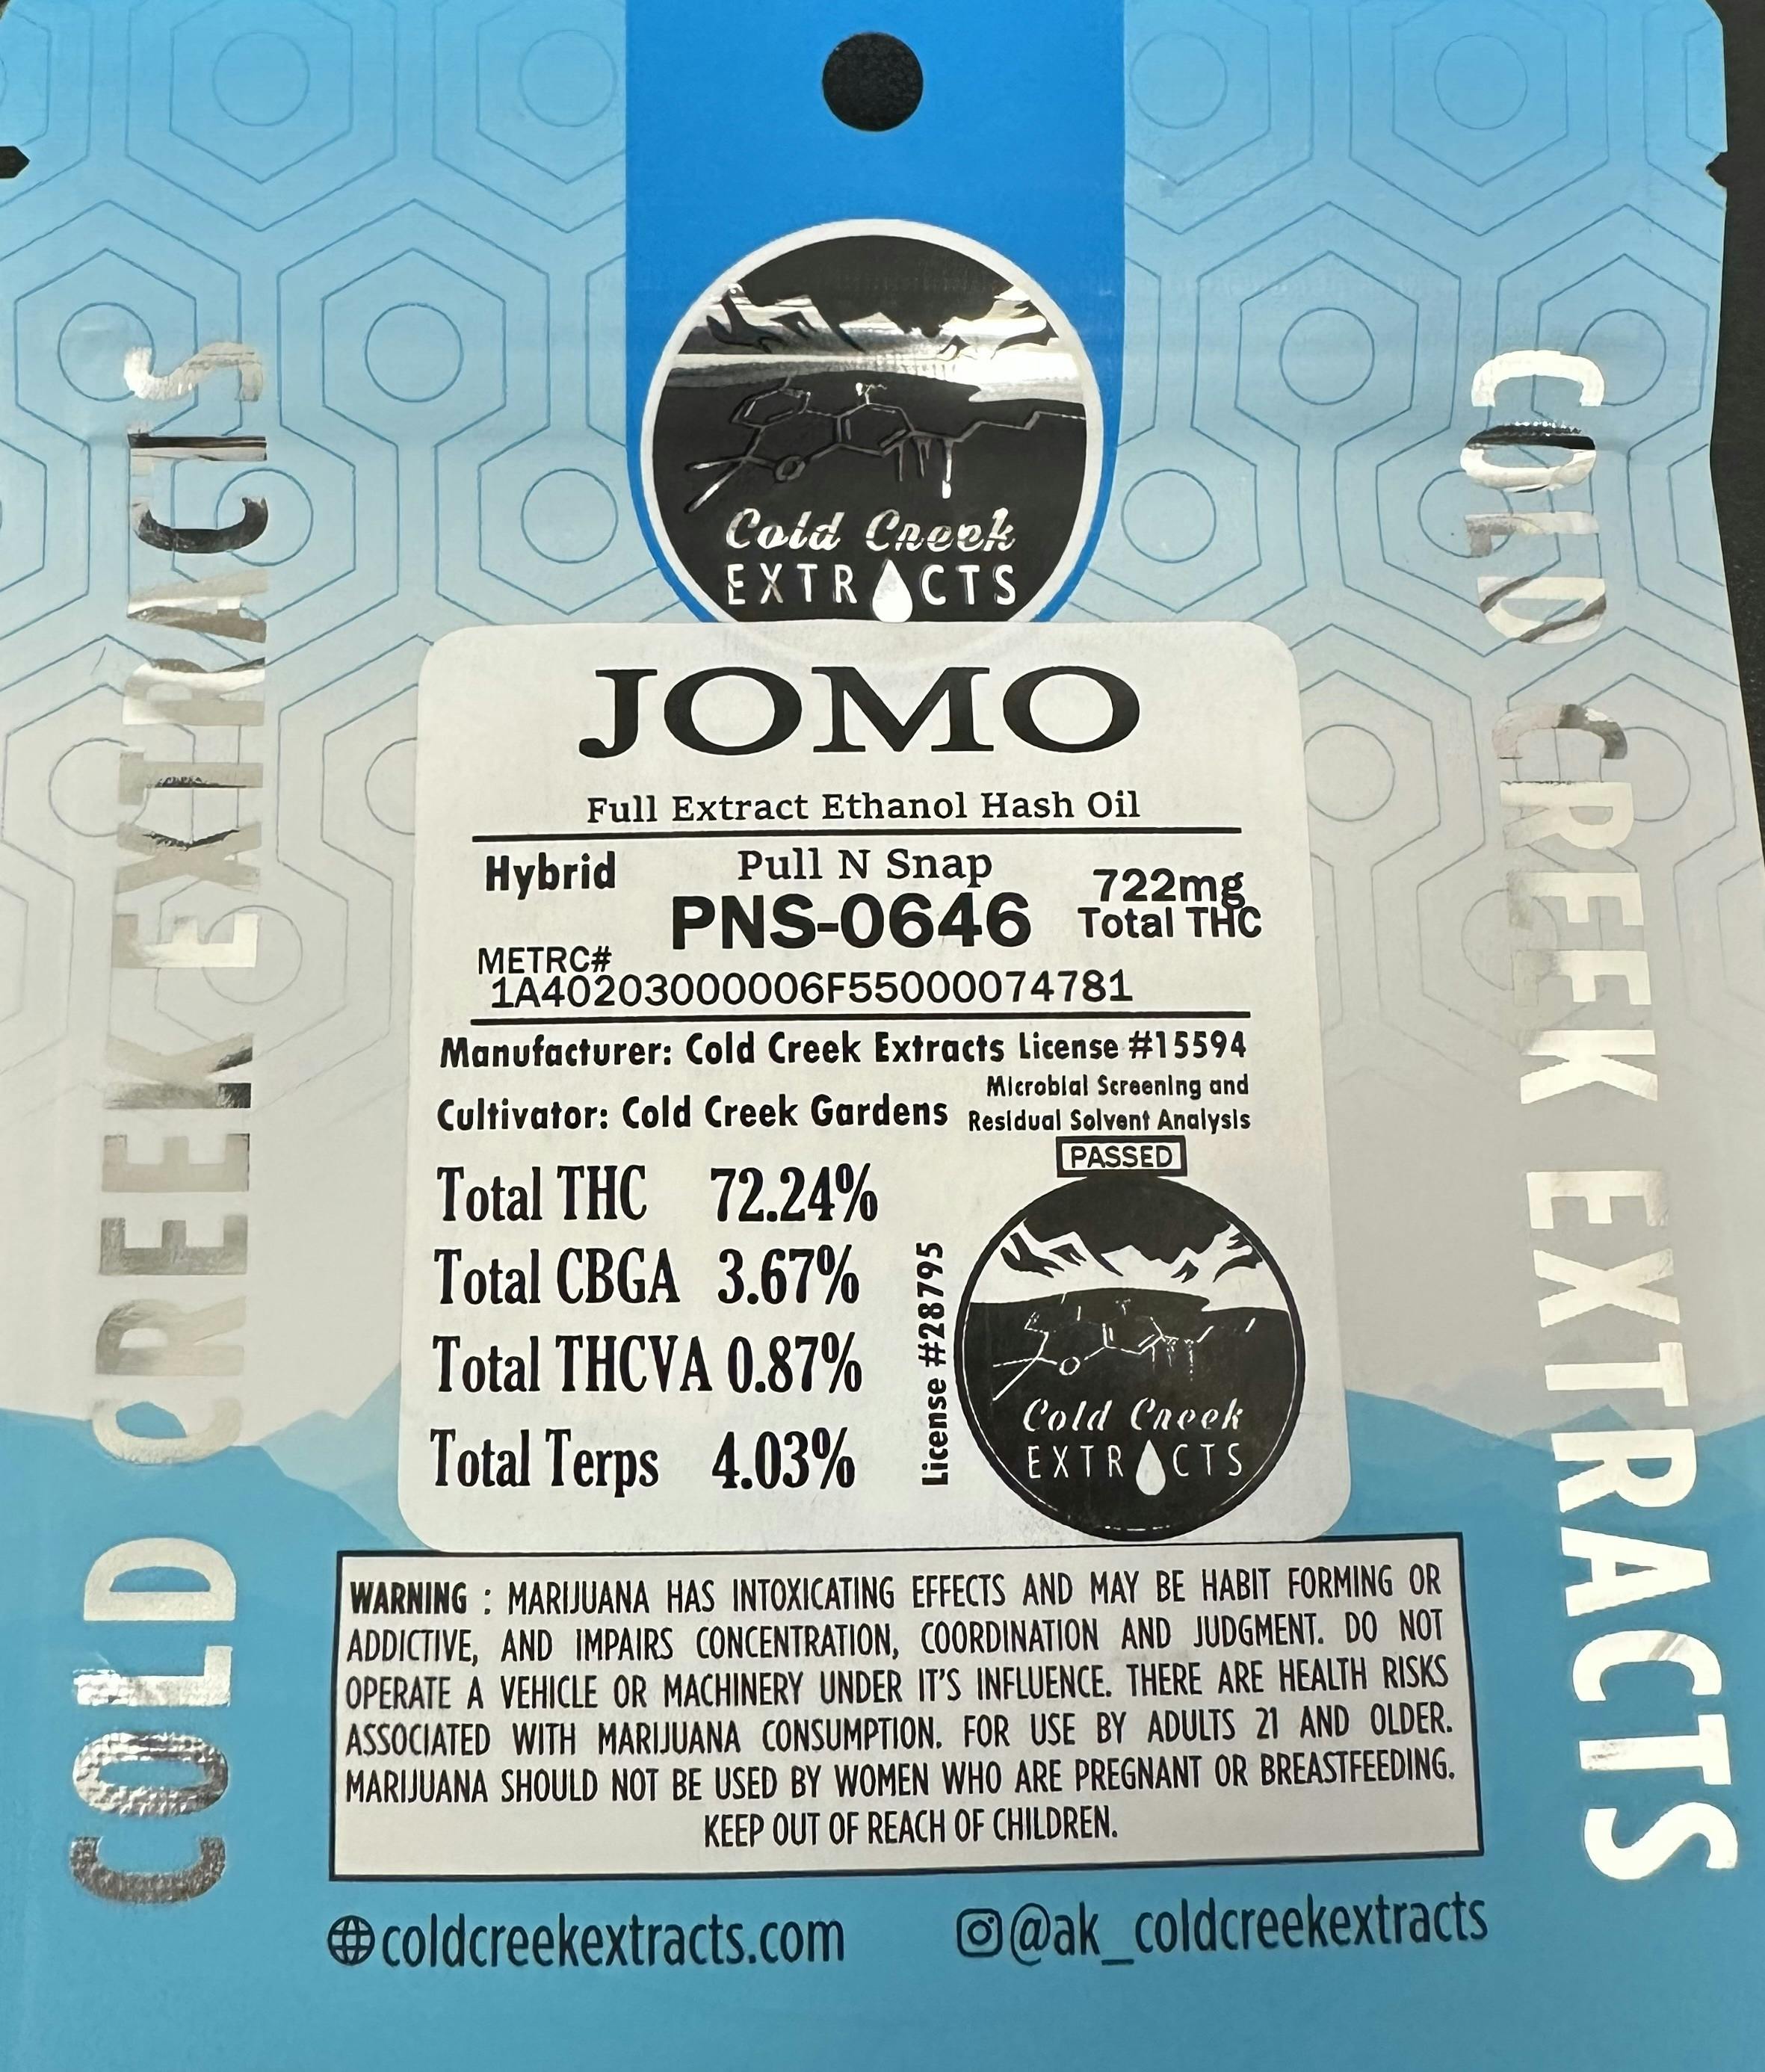 COLD CREEK EXTRACTS
COLD CREEK EXTRACTS
Cold Creek
EXTRACTS
JOMO
Full Extract Ethanol Hash Oil
Hybrid
Pull N Snap
PNS-0646
722mg
Total THC
METRC#
1A40203000006F55000074781
Manufacturer: Cold Creek Extracts License #15594
Cultivator: Cold Creek Gardens
Microbial Screening and
Residual Solvent Analysis
PASSED
Total THC 72.24%
Total CBGA 3.67%
Total THCVA 0.87%
Total Terps 4.03%
License #28795
Cold Creek
EXTRACTS
WARNING : MARIJUANA HAS INTOXICATING EFFECTS AND MAY BE HABIT FORMING OR
ADDICTIVE, AND IMPAIRS CONCENTRATION, COORDINATION AND JUDGMENT. DO NOT
OPERATE A VEHICLE OR MACHINERY UNDER IT'S INFLUENCE. THERE ARE HEALTH RISKS
ASSOCIATED WITH MARIJUANA CONSUMPTION. FOR USE BY ADULTS 21 AND OLDER.
MARIJUANA SHOULD NOT BE USED BY WOMEN WHO ARE PREGNANT OR BREASTFEEDING.
KEEP OUT OF REACH OF CHILDREN.
coldcreekextracts.com
@ak_coldcreekextracts